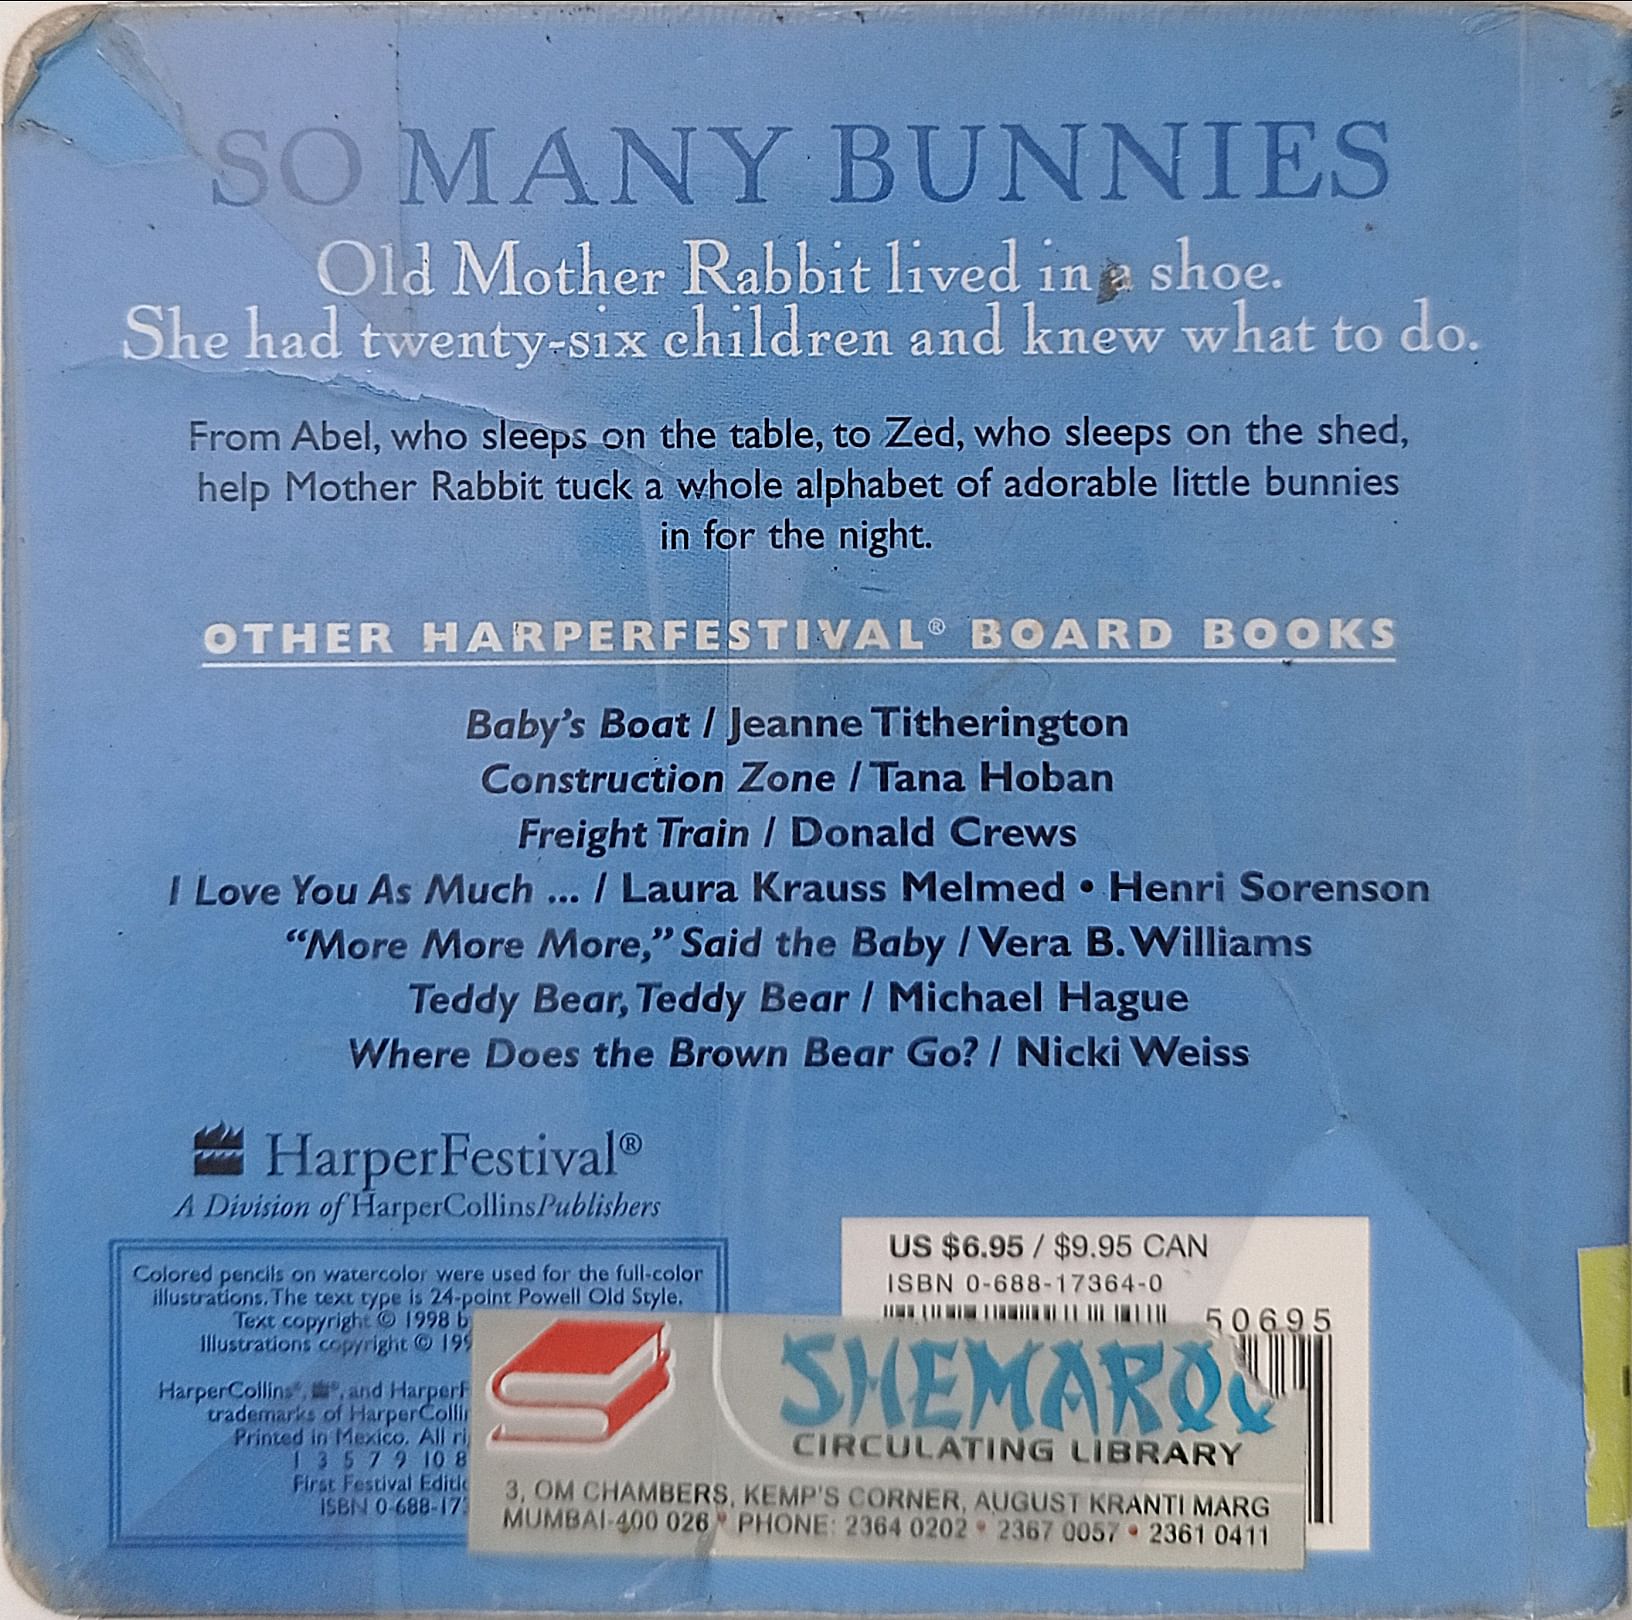 SO MANY BUNNIES
Old Mother Rabbit lived in a shoe.
She had twenty-six children and knew what to do.
From Abel, who sleeps on the table, to Zed, who sleeps on the shed,
help Mother Rabbit tuck a whole alphabet of adorable little bunnies
in for the night.
OTHER HARPERFESTIVAL® BOARD BOOKS
Baby's Boat / Jeanne Titherington
Construction Zone / Tana Hoban
Freight Train / Donald Crews
I Love You As Much ... / Laura Krauss Melmed • Henri Sorenson
“More More More,” Said the Baby / Vera B. Williams
Teddy Bear, Teddy Bear / Michael Hague
Where Does the Brown Bear Go? / Nicki Weiss
HarperFestival®
A Division of HarperCollinsPublishers
Colored pencils on watercolor were used for the full-color
illustrations. The text type is 24-point Powell Old Style.
Text copyright © 1998
Illustrations copyright ©
HarperCollins®, and
trademarks of
Printed in Mexico. All
1 3 5 7 9 10 8
First Festival
ISBN 0-688-17
US $6.95 / $9.95 CAN
ISBN 0-688-17364-0
50695
SHEMAROO
CIRCULATING LIBRARY
3, OM CHAMBERS, KEMP'S CORNER, AUGUST KRANTI MARG
MUMBAI-400 026 • PHONE: 2364 0202 • 2367 0057 • 2361 0411